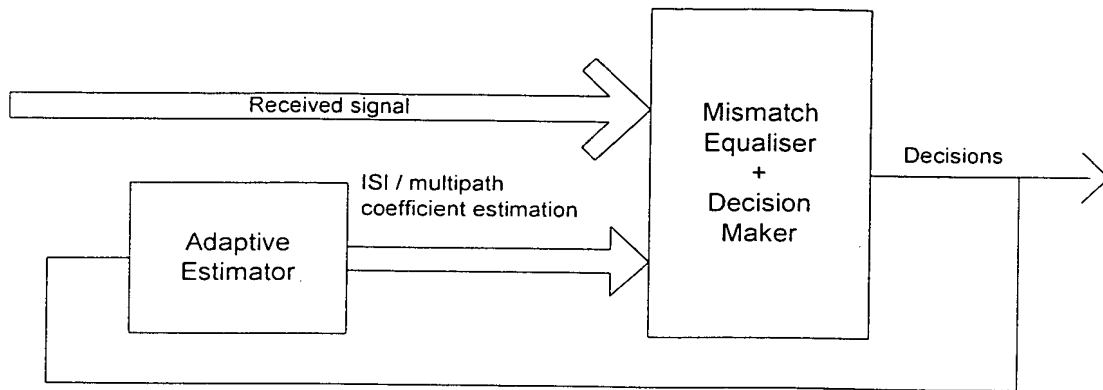 Received signal
Mismatch
Equaliser
+
Decision
Maker
Decisions
ISI / multipath
coefficient estimation
Adaptive
Estimator